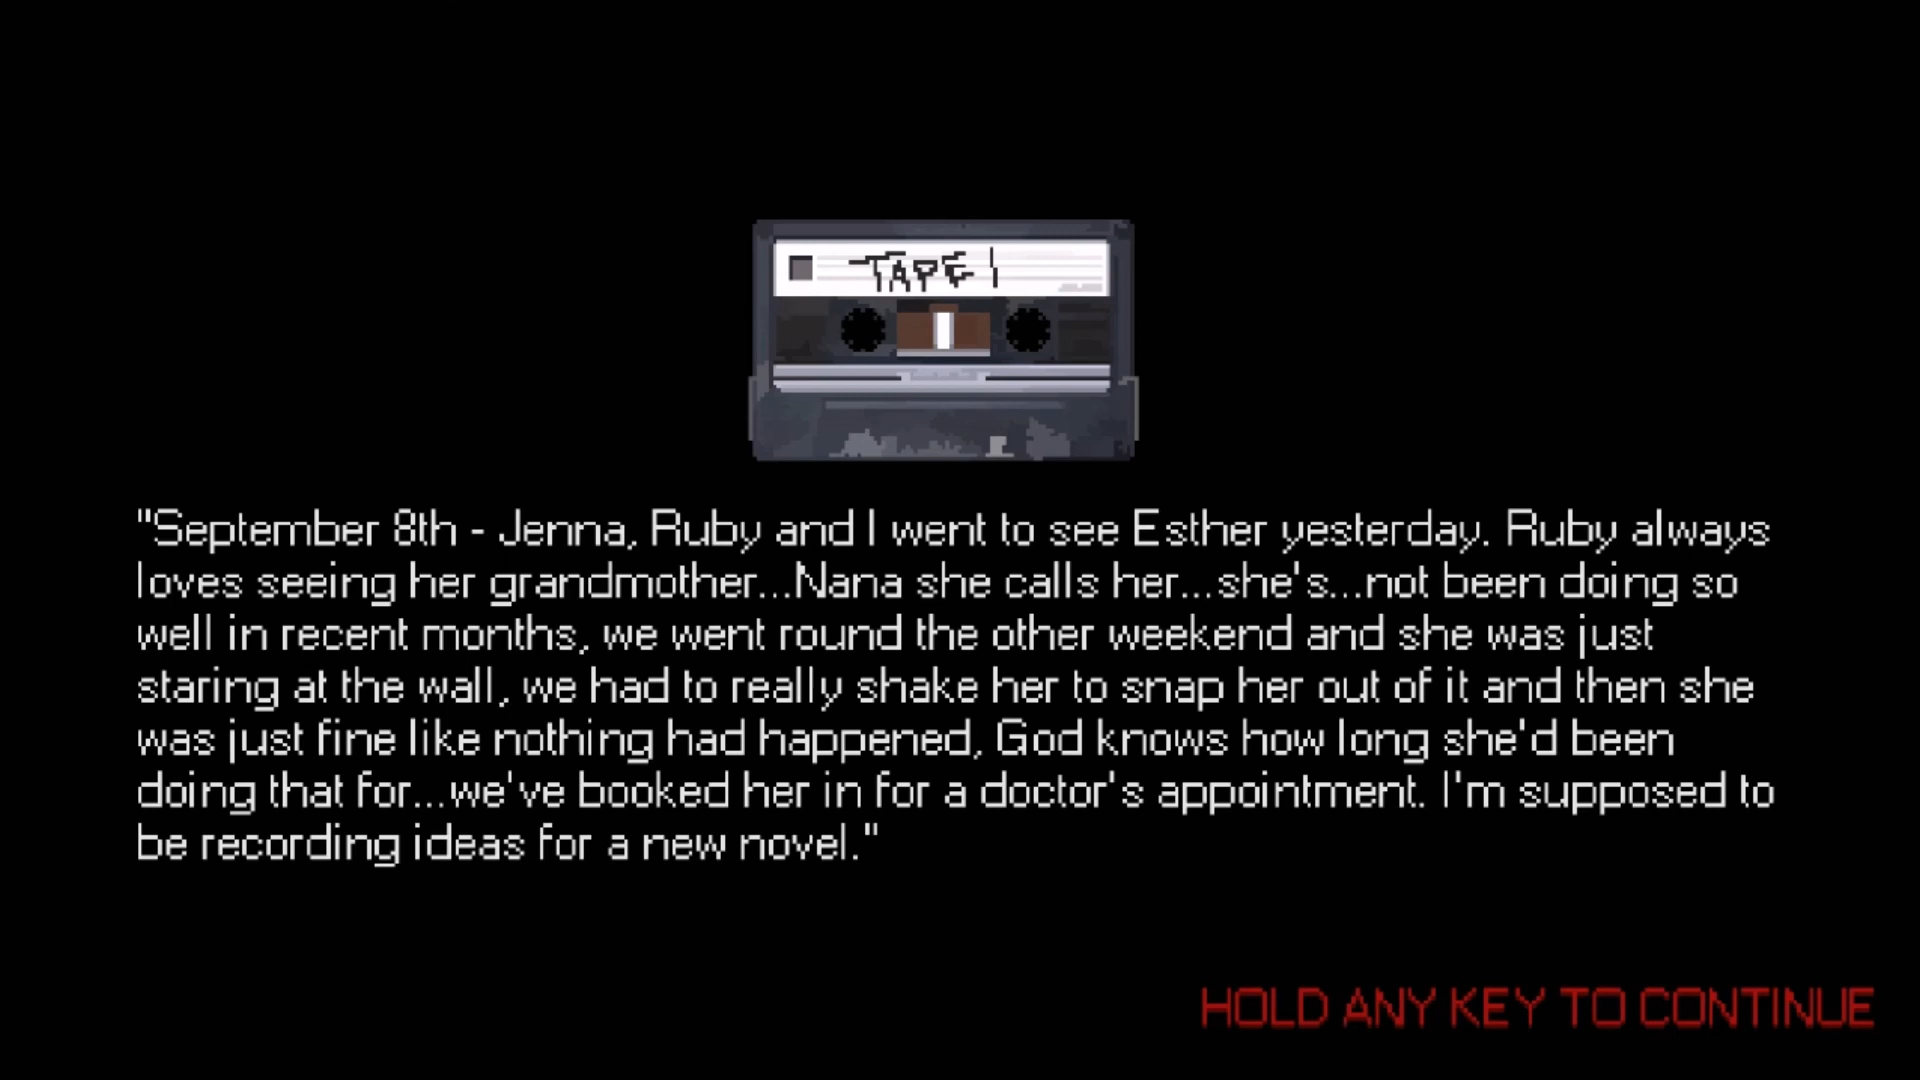 TAPE 1
"September 8th - Jenna, Ruby and I went to see Esther yesterday. Ruby always
loves seeing her grandmother...Nana she calls her...she's...not been doing so
well in recent months, we went round the other weekend and she was just
staring at the wall, we had to really shake her to snap her out of it and then she
was just fine like nothing had happened, God knows how long she'd been
doing that for...we've booked her in for a doctor's appointment. I'm supposed to
be recording ideas for a new novel."
HOLD ANY KEY TO CONTINUE